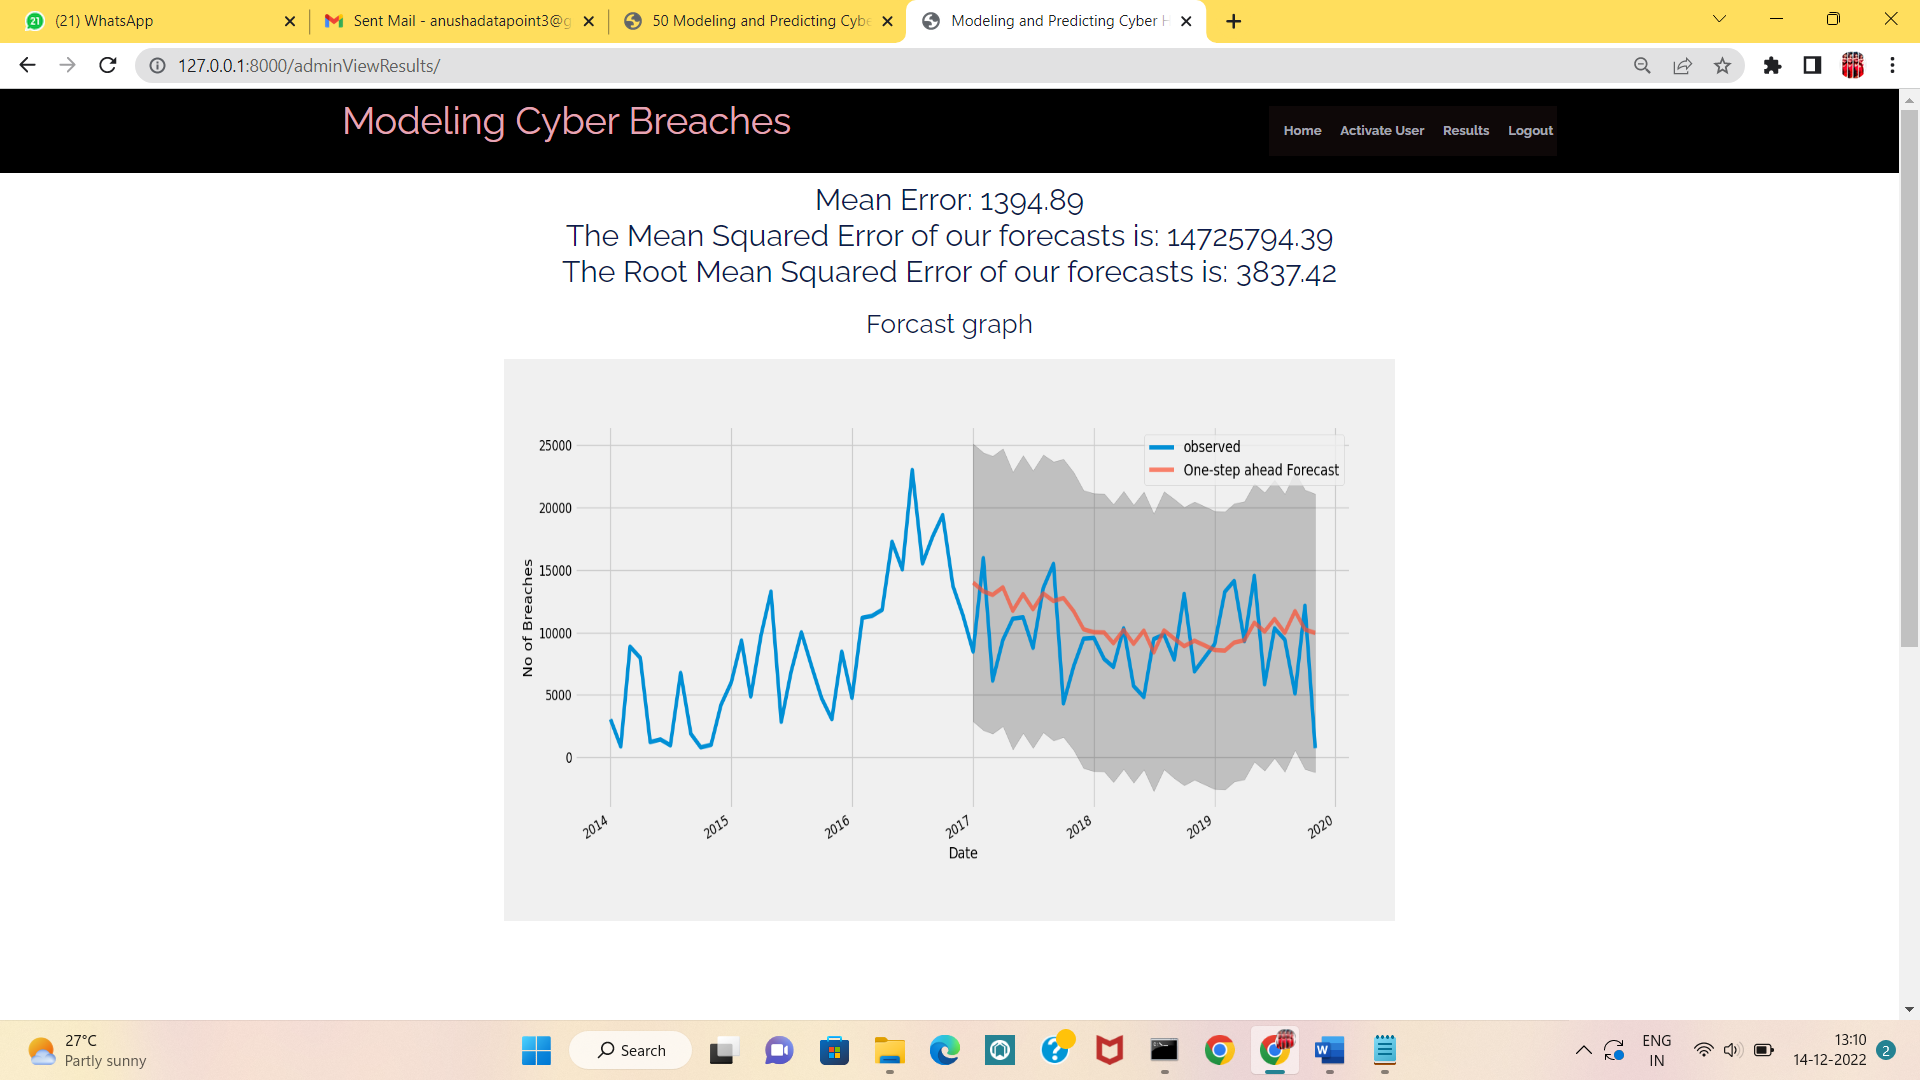 (21) WhatsApp
Sent Mail - anushadatapoint3@g
50 Modeling and Predicting Cybe
Modeling and Predicting Cyber H
127.0.0.1:8000/adminViewResults/
Modeling Cyber Breaches
Home Activate User Results Logout
Mean Error: 1394.89
The Mean Squared Error of our forecasts is: 14725794.39
The Root Mean Squared Error of our forecasts is: 3837.42
Forcast graph
observed
One-step ahead Forecast
25000
20000
15000
10000
5000
0
No of Breaches
2014 2015 2016 2017 2018 2019 2020
Date
27°C
Partly sunny
Search
ENG
IN
13:10
14-12-2022
2